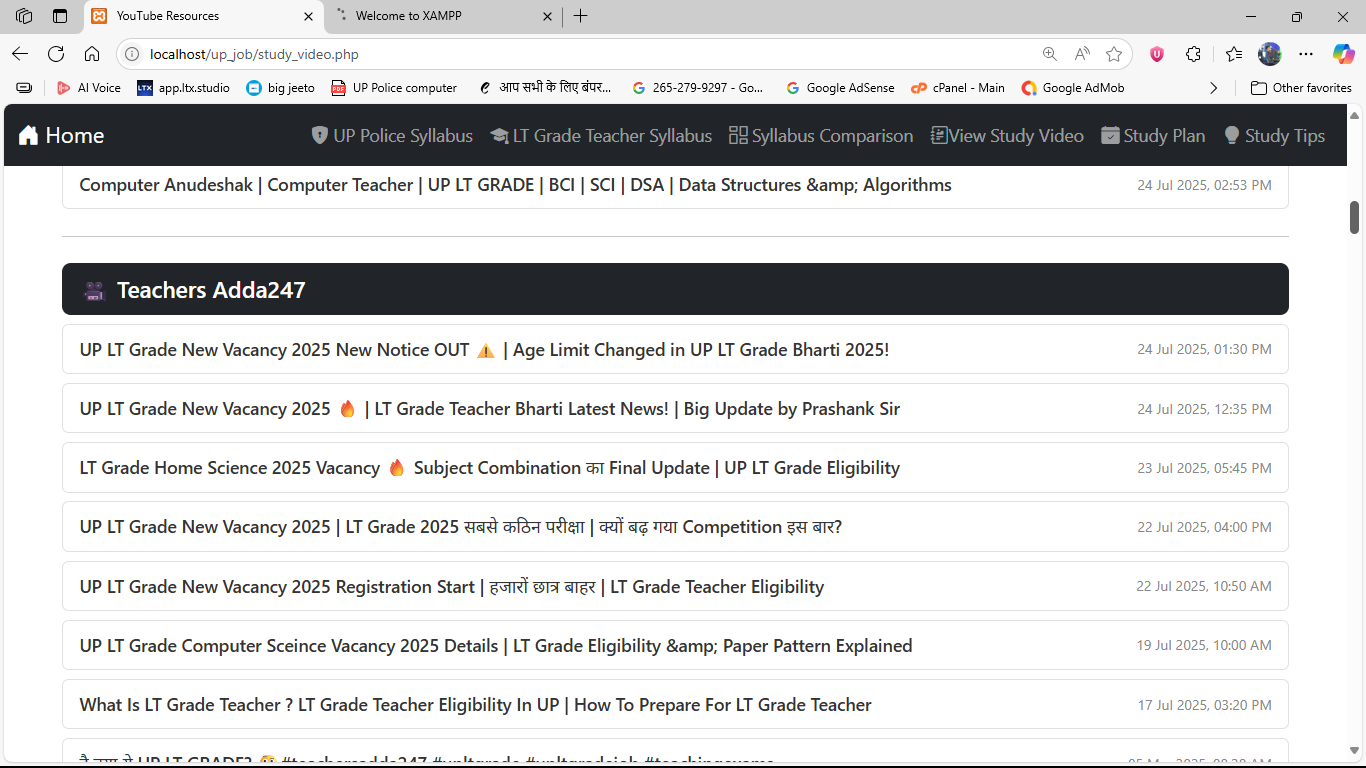 YouTube Resources
Welcome to XAMPP
localhost/up_job/study_video.php
AI Voice
LTX app.ltx.studio
big jeeto
PDF UP Police computer
आप सभी के लिए बंपर...
265-279-9297 - Go...
Google AdSense
cPanel - Main
Google AdMob
Other favorites
Home
UP Police Syllabus
LT Grade Teacher Syllabus
Syllabus Comparison
View Study Video
Study Plan
Study Tips
Computer Anudeshak | Computer Teacher | UP LT GRADE | BCI | SCI | DSA | Data Structures &amp; Algorithms 24 Jul 2025, 02:53 PM
🎥 Teachers Adda247
UP LT Grade New Vacancy 2025 New Notice OUT ⚠️ | Age Limit Changed in UP LT Grade Bharti 2025! 24 Jul 2025, 01:30 PM
UP LT Grade New Vacancy 2025 🔥 | LT Grade Teacher Bharti Latest News! | Big Update by Prashank Sir 24 Jul 2025, 12:35 PM
LT Grade Home Science 2025 Vacancy 🔥 Subject Combination का Final Update | UP LT Grade Eligibility 23 Jul 2025, 05:45 PM
UP LT Grade New Vacancy 2025 | LT Grade 2025 सबसे कठिन परीक्षा | क्यों बढ़ गया Competition इस बार? 22 Jul 2025, 04:00 PM
UP LT Grade New Vacancy 2025 Registration Start | हजारों छात्र बाहर | LT Grade Teacher Eligibility 22 Jul 2025, 10:50 AM
UP LT Grade Computer Sceince Vacancy 2025 Details | LT Grade Eligibility &amp; Paper Pattern Explained 19 Jul 2025, 10:00 AM
What Is LT Grade Teacher ? LT Grade Teacher Eligibility In UP | How To Prepare For LT Grade Teacher 17 Jul 2025, 03:20 PM
UP LT GRADE? #teachersadda247 #upltgrade #upltgradejob #teachingexams